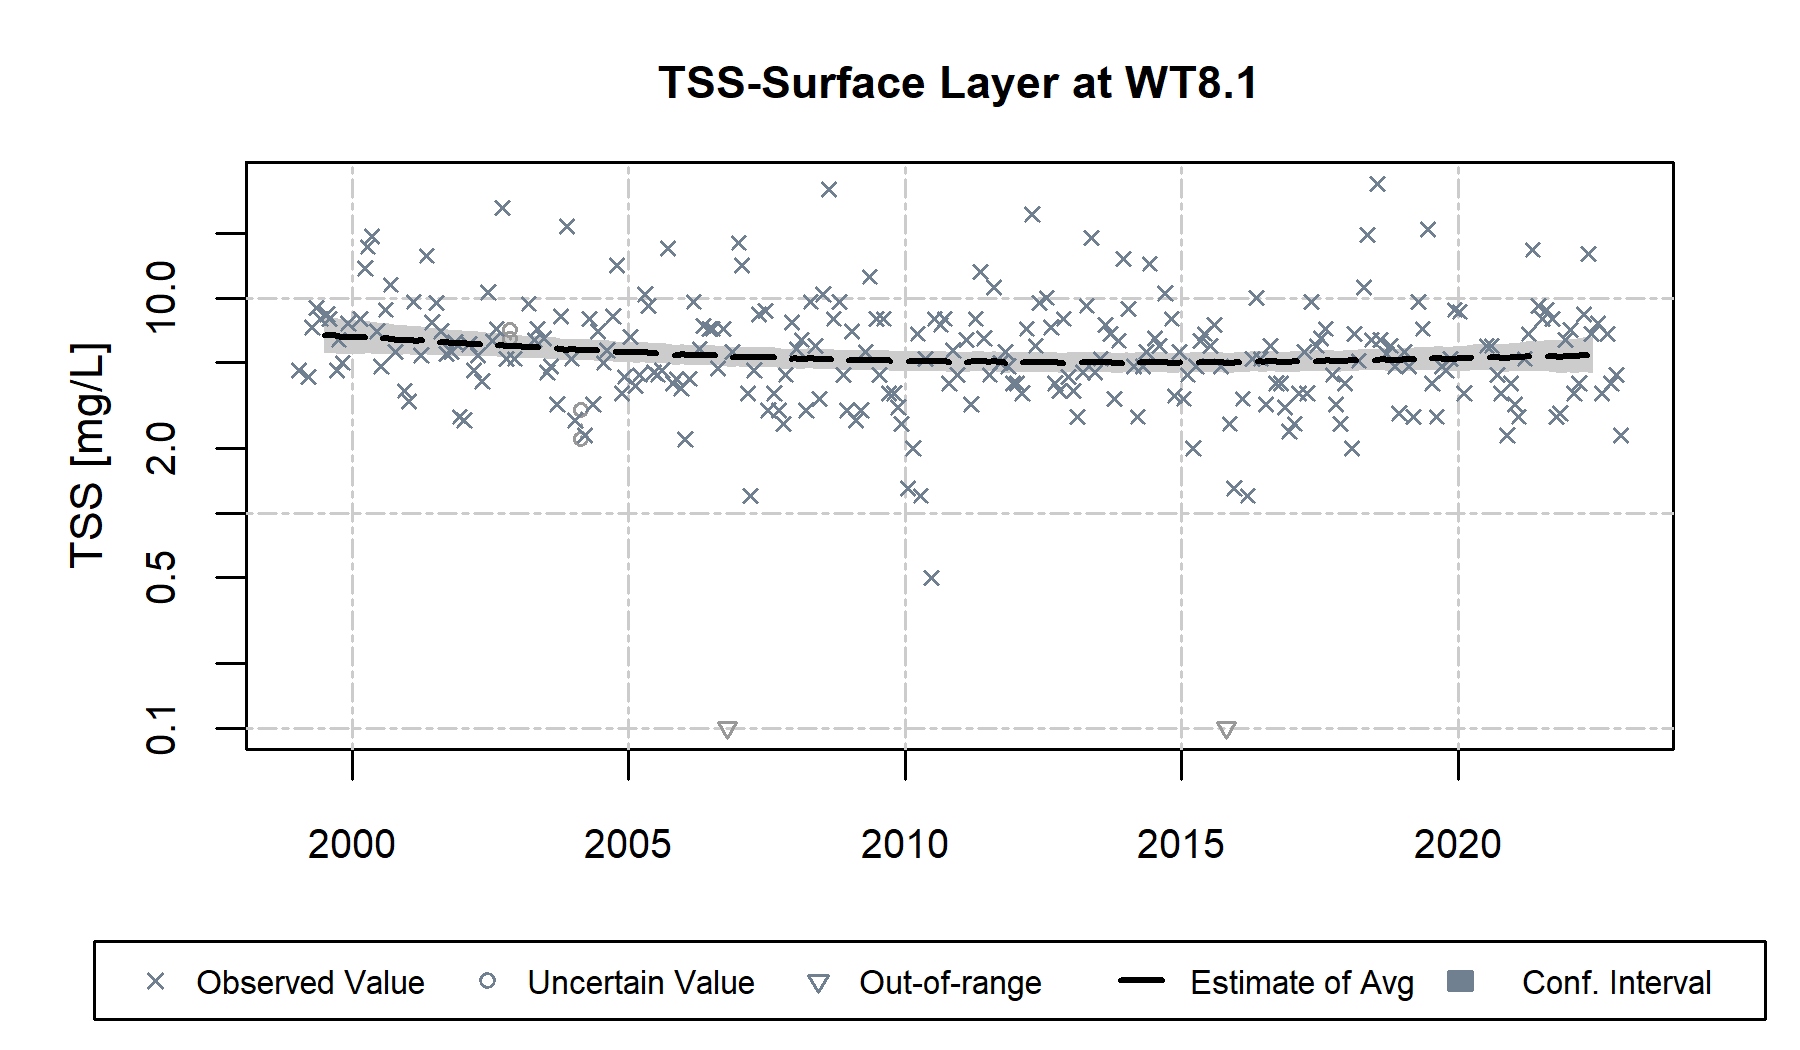 TSS-Surface Layer at WT8.1
TSS [mg/L]
10.0
2.0
0.5
0.1
2000 2005 2010 2015 2020
Observed Value Uncertain Value Out-of-range Estimate of Avg Conf. Interval